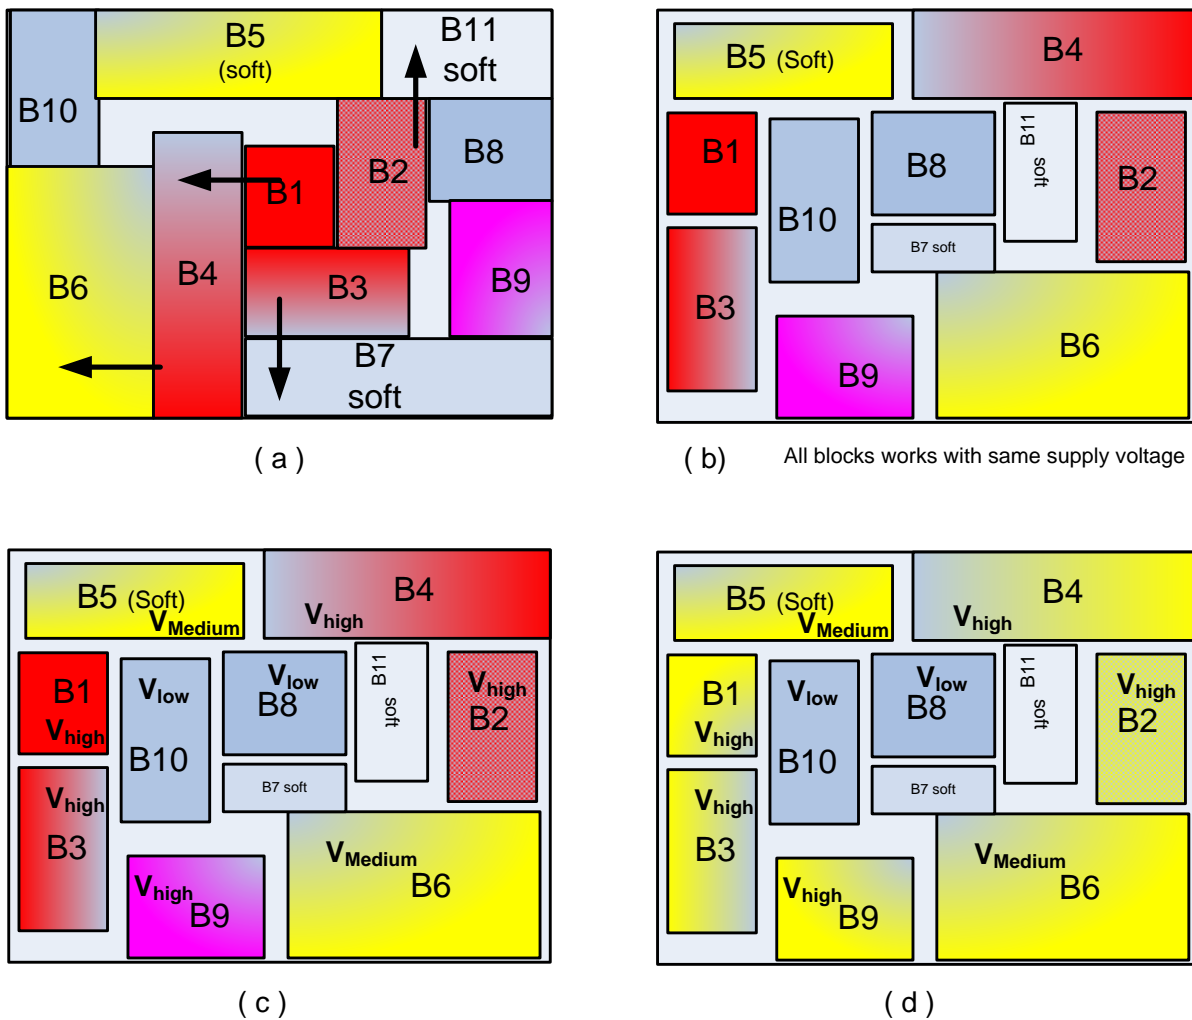 B5
(soft)
B11
soft
B10
B1
B2
B8
B6
B4
B3
B9
B7
soft
( a )
B5 (Soft)
B4
B1
B10
B8
B11
soft
B2
B7 soft
B3
B9
B6
( b)
All blocks works with same supply voltage
B5 (Soft)
VMedium
B4
Vhigh
B1
Vhigh
Vlow
B10
Vlow
B8
B11
soft
Vhigh
B2
B7 soft
Vhigh
B3
Vhigh
B9
VMedium
B6
( c )
B5 (Soft)
VMedium
B4
Vhigh
B1
Vhigh
Vlow
B10
Vlow
B8
B11
soft
Vhigh
B2
B7 soft
Vhigh
B3
Vhigh
B9
VMedium
B6
( d )